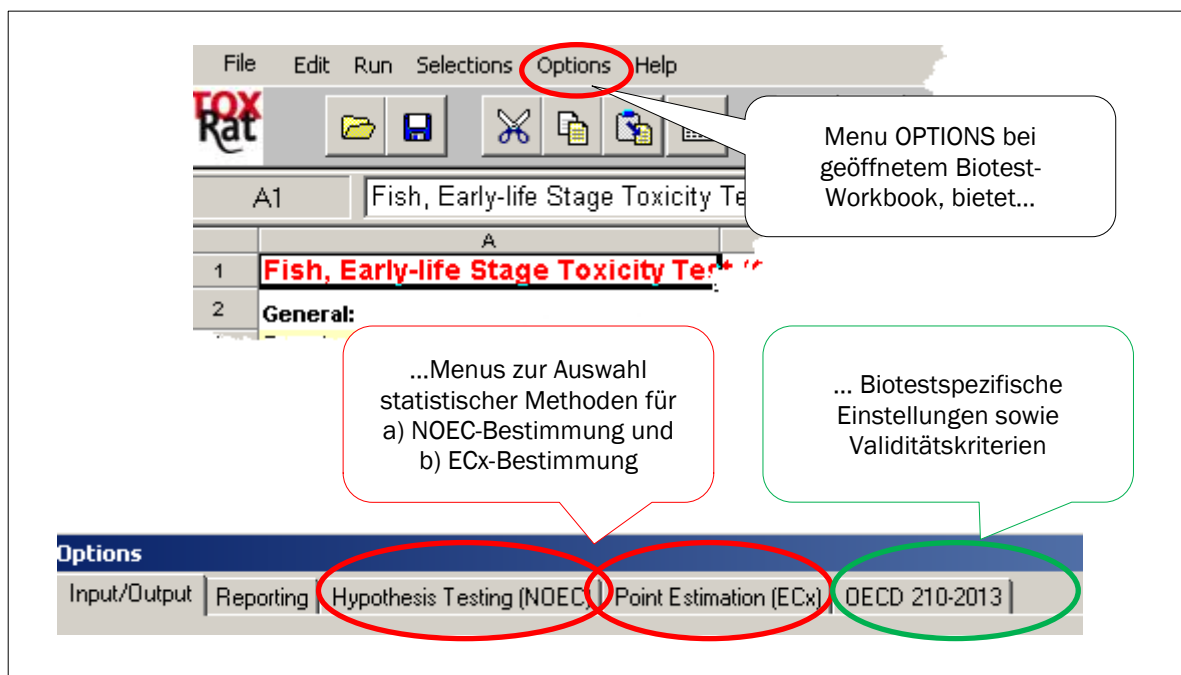 File Edit Run Selections Options Help
TOX
Rat
Menu OPTIONS bei
geöffnetem Biotest-
Workbook, bietet...
A1 Fish, Early-life Stage Toxicity Te
A
1 Fish, Early-life Stage Toxicity Test
2 General:
...Menus zur Auswahl
statistischer Methoden für
a) NOEC-Bestimmung und
b) ECx-Bestimmung
... Biotestspezifische
Einstellungen sowie
Validitätskriterien
Options
Input/Output Reporting Hypothesis Testing (NOEC) Point Estimation (ECx) OECD 210-2013